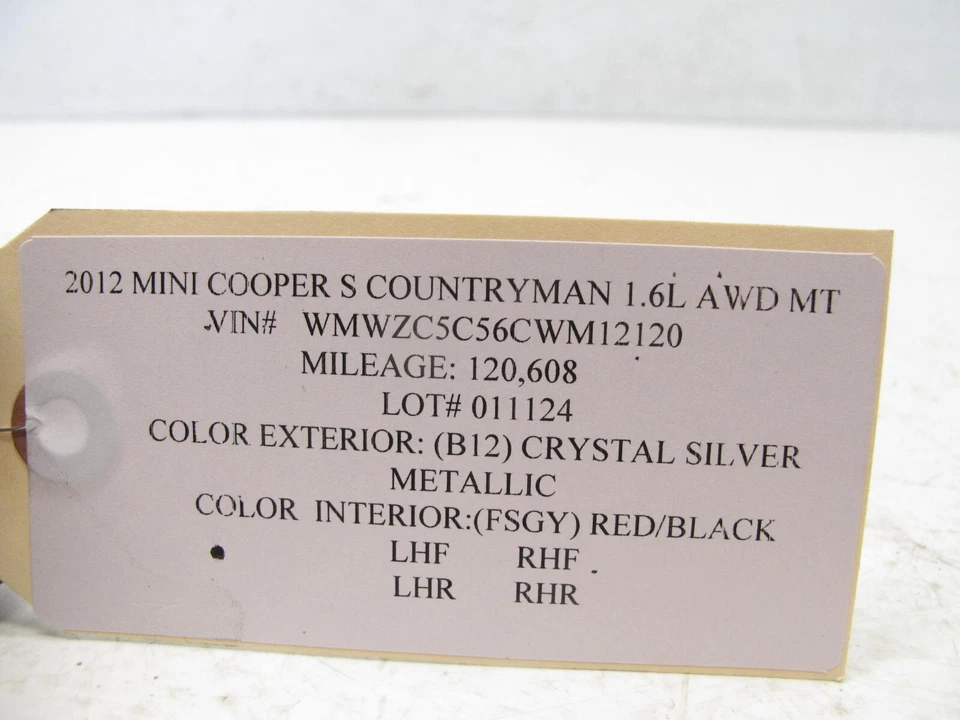 2012 MINI COOPER S COUNTRYMAN 1.6L AWD MT
VIN# WMWZC5C56CWM12120
MILEAGE: 120,608
LOT# 011124
COLOR EXTERIOR: (B12) CRYSTAL SILVER
METALLIC
COLOR INTERIOR:(FSGY) RED/BLACK
LHF RHF
LHR RHR